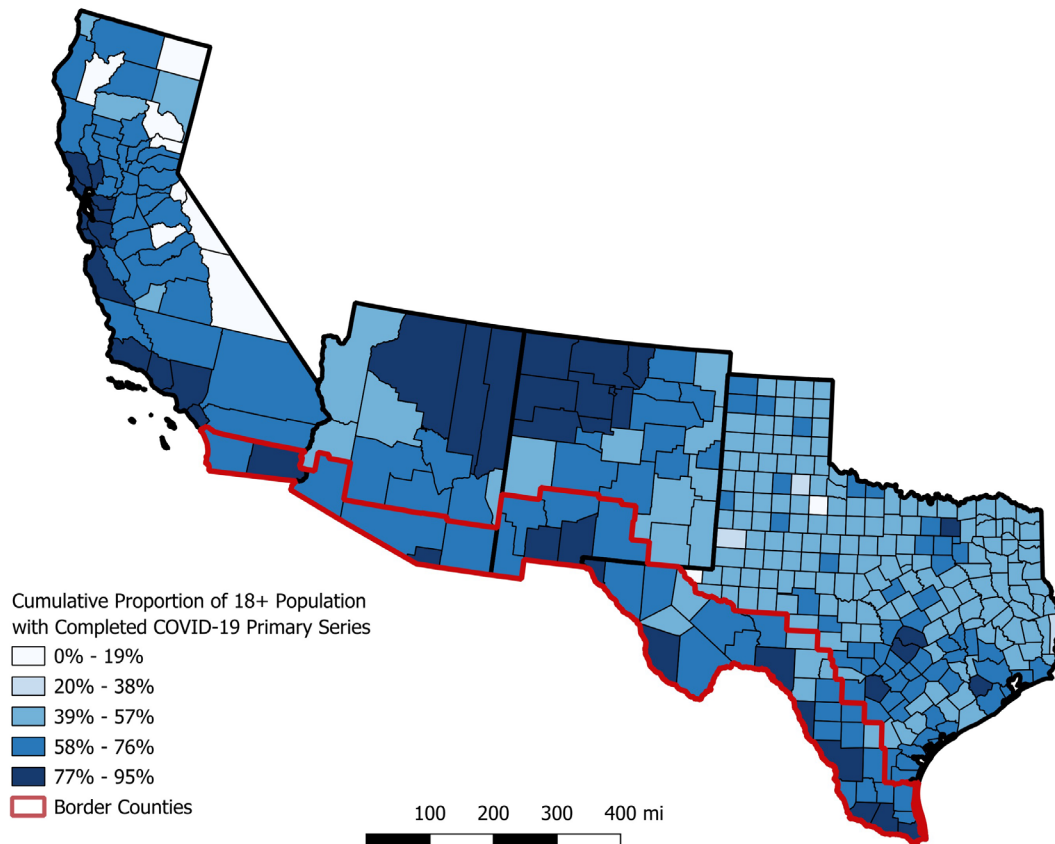 Cumulative Proportion of 18+ Population
with Completed COVID-19 Primary Series
0% - 19%
20% - 38%
39% - 57%
58% - 76%
77% - 95%
Border Counties
100 200 300 400 mi